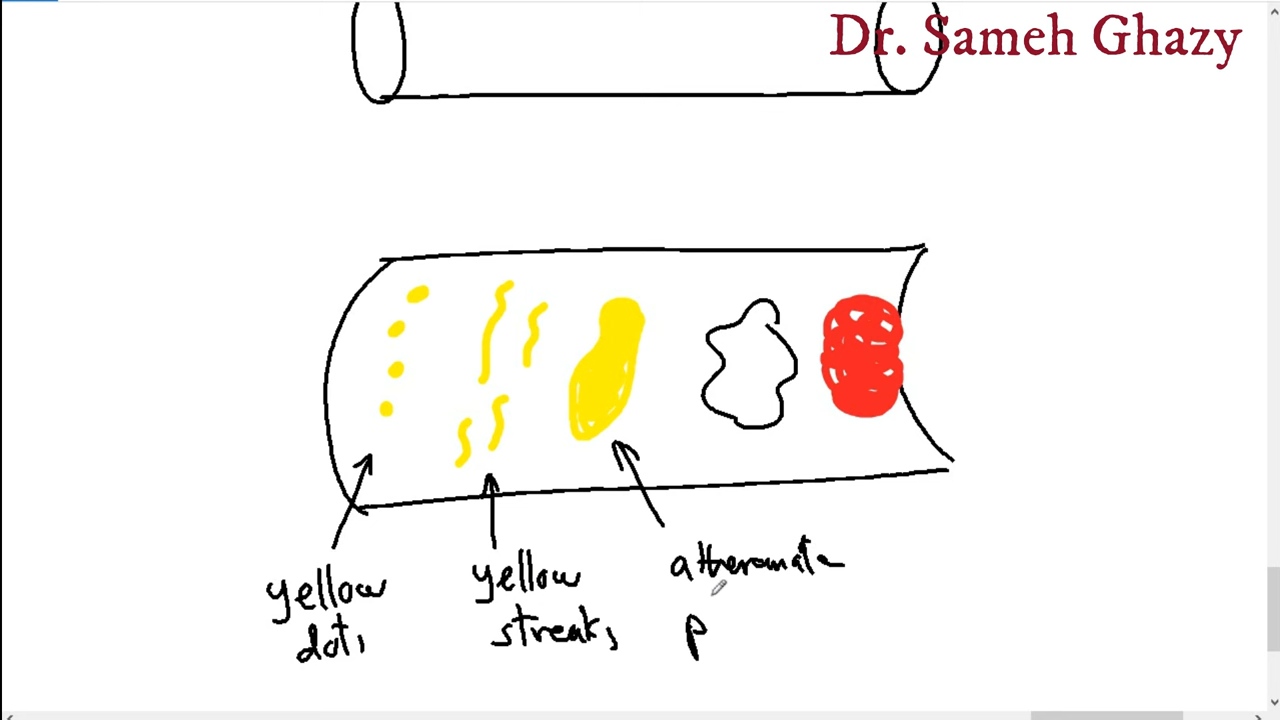 Dr. Sameh Ghazy
yellow
dots
yellow
streaks
atheromata
p